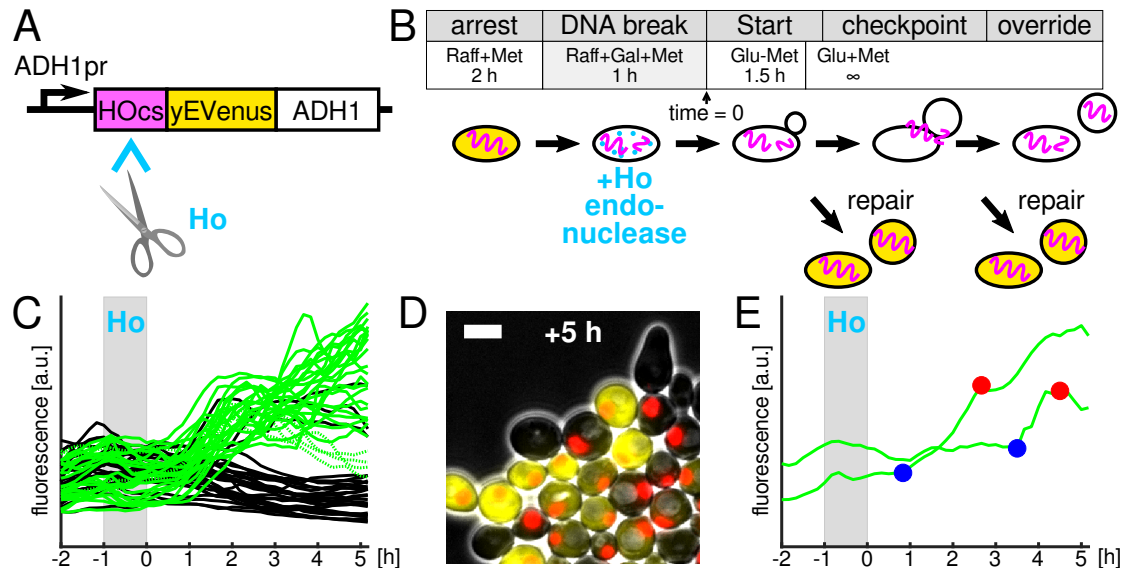 A
ADH1pr
HOcs yEVenus ADH1
Ho
B
arrest DNA break Start checkpoint override
Raff+Met Raff+Gal+Met Glu-Met Glu+Met
2 h 1 h 1.5 h ∞
time = 0
+Ho
endo-
nuclease
repair repair
C
Ho
fluorescence [a.u.]
-2 -1 0 1 2 3 4 5 [h]
D
+5 h
E
Ho
fluorescence [a.u.]
-2 -1 0 1 2 3 4 5 [h]